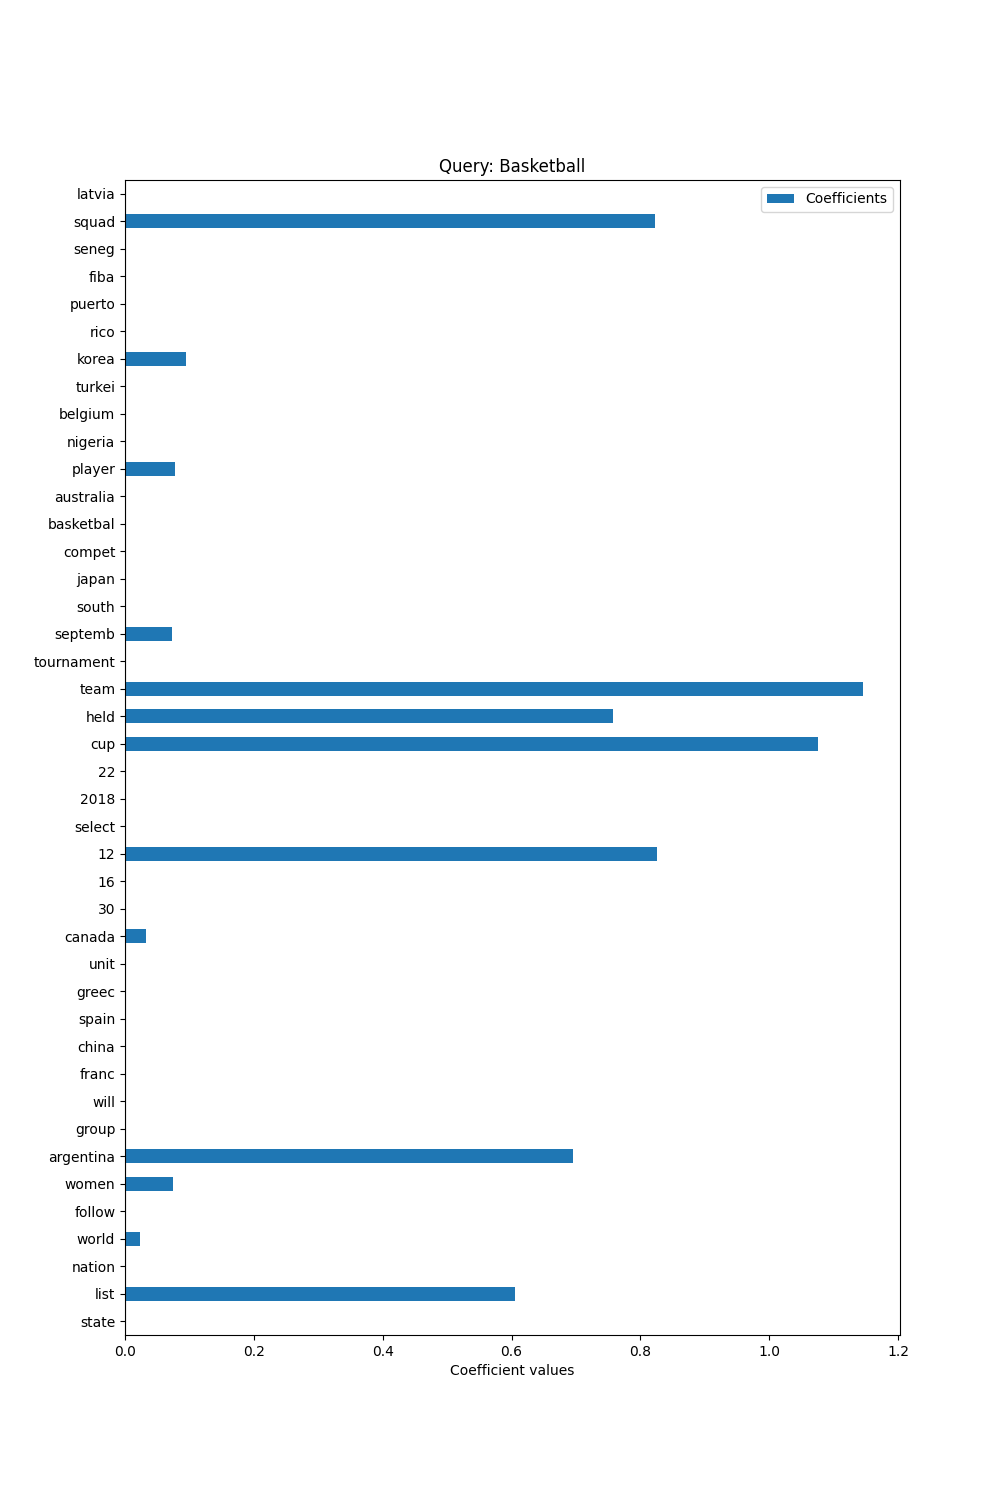 Query: Basketball
Coefficients
latvia
squad
seneg
fiba
puerto
rico
korea
turkei
belgium
nigeria
player
australia
basketbal
compet
japan
south
septemb
tournament
team
held
cup
22
2018
select
12
16
30
canada
unit
greec
spain
china
franc
will
group
argentina
women
follow
world
nation
list
state
0.0 0.2 0.4 0.6 0.8 1.0 1.2
Coefficient values